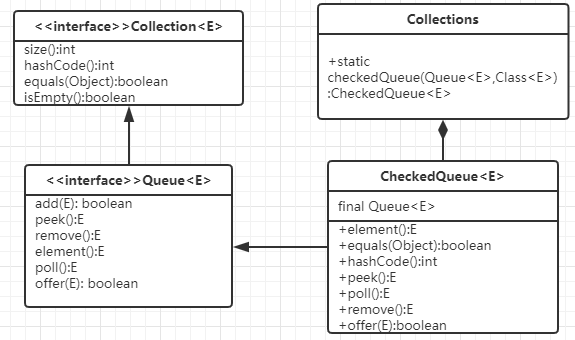 <<interface>>Collection<E>
size():int
hashCode():int
equals(Object):boolean
isEmpty():boolean
Collections
+static
checkedQueue(Queue<E>,Class<E>)
:CheckedQueue<E>
<<interface>>Queue<E>
add(E): boolean
peek():E
remove():E
element():E
poll():E
offer(E): boolean
CheckedQueue<E>
final Queue<E>
+element():E
+equals(Object):boolean
+hashCode():int
+peek():E
+poll():E
+remove():E
+offer(E):boolean